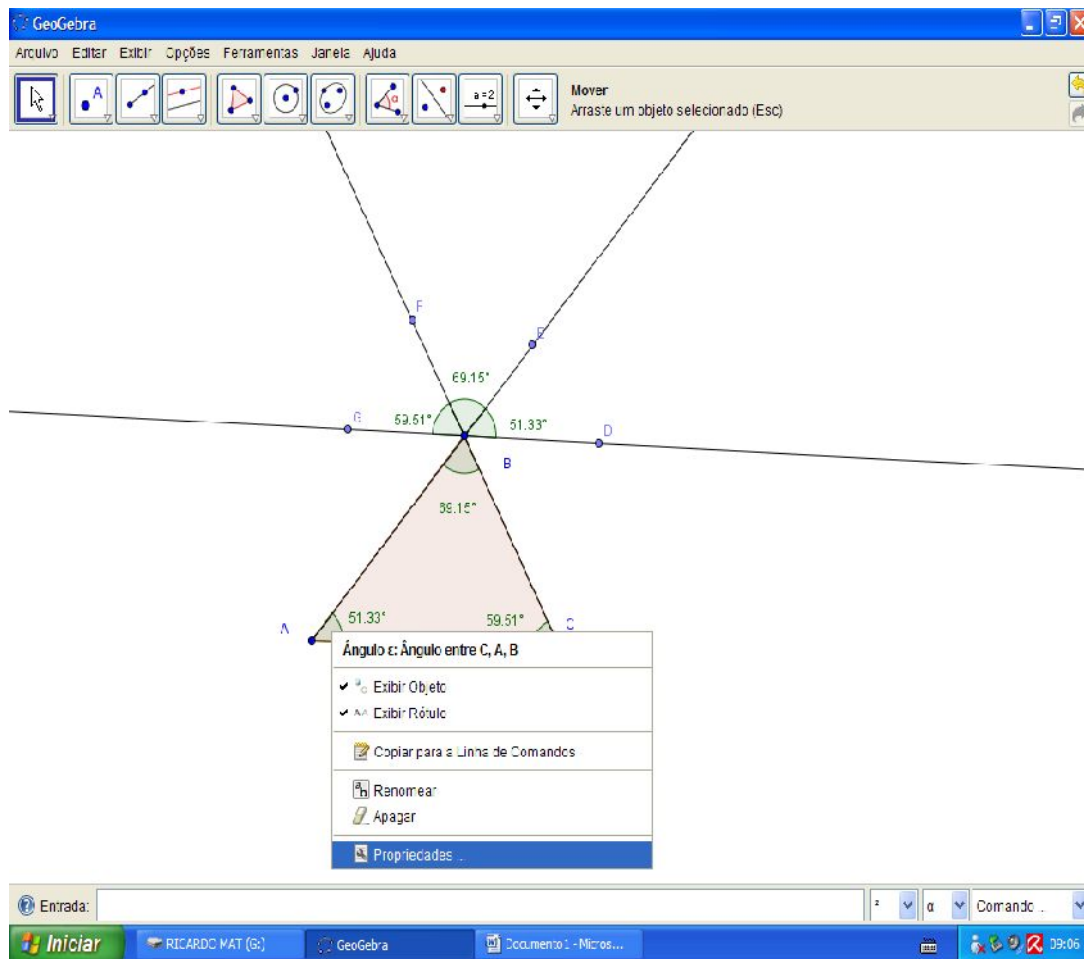 GeoGebra
Arquivo Editar Exibir Opções Ferramentas Janela Ajuda
A
a=2
Mover
Arraste um objeto selecionado (Esc)
F
E
69.15°
G
59.51°
51.33°
D
B
69.15°
A
51.33°
59.51°
C
Ângulo ε: Ângulo entre C, A, B
Exibir Objeto
AA Exibir Rótulo
Copiar para a Linha de Comandos
Renomear
Apagar
Propriedades ...
Entrada:
²
α
Comando ...
Iniciar
RICARDO MAT (G:)
GeoGebra
Documento1 - Micros...
09:06